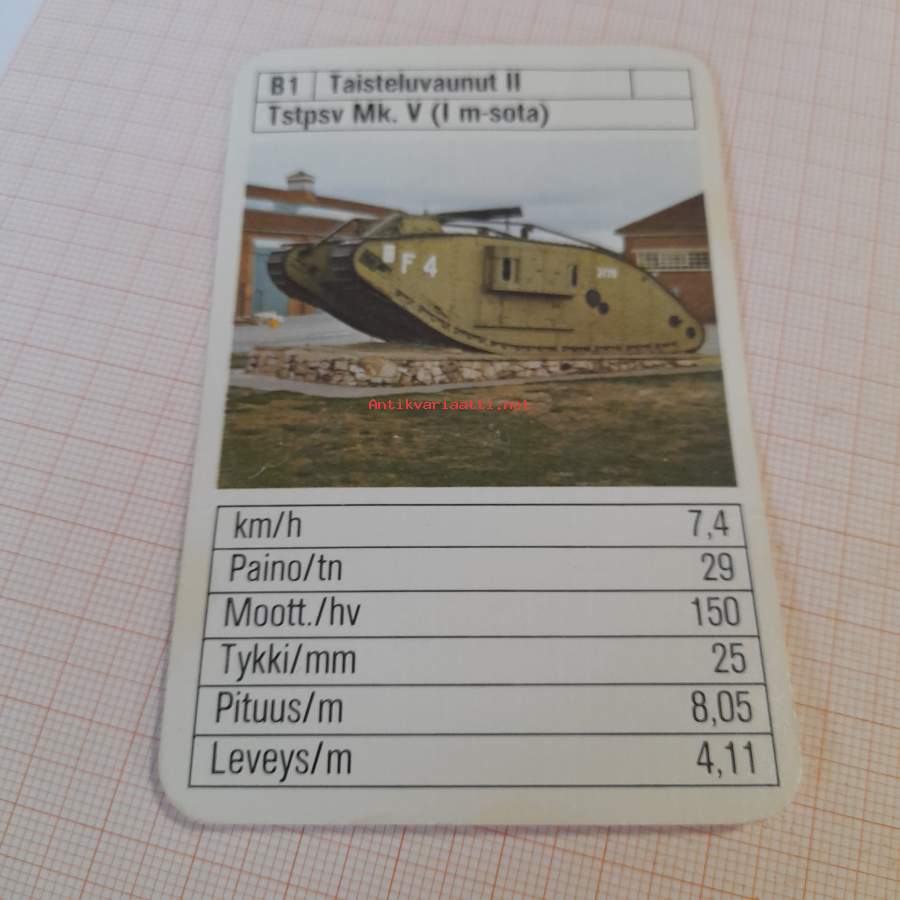 B1 Taisteluvaunut II
Tstpsv Mk. V (I m-sota)
F 4
Antikvariaatti.net
km/h 7,4
Paino/tn 29
Moott./hv 150
Tykki/mm 25
Pituus/m 8,05
Leveys/m 4,11